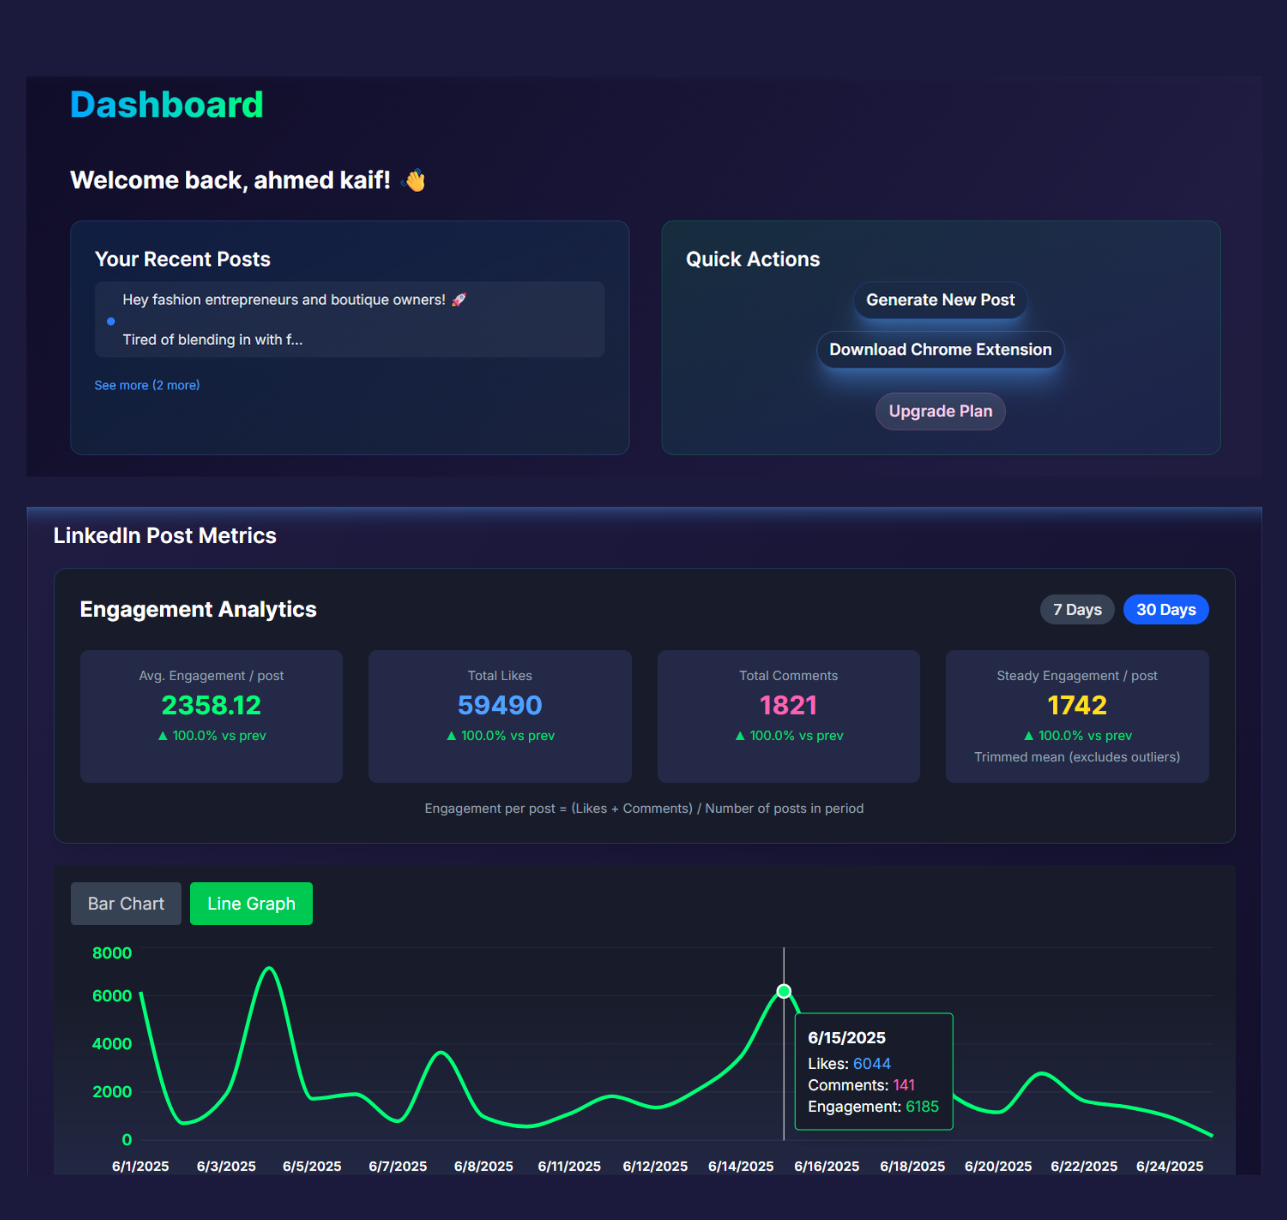 Dashboard
Welcome back, ahmed kaif! 👋
Your Recent Posts
Hey fashion entrepreneurs and boutique owners! 🚀
Tired of blending in with f...
See more (2 more)
Quick Actions
Generate New Post
Download Chrome Extension
Upgrade Plan
LinkedIn Post Metrics
Engagement Analytics
7 Days
30 Days
Avg. Engagement / post
2358.12
▲ 100.0% vs prev
Total Likes
59490
▲ 100.0% vs prev
Total Comments
1821
▲ 100.0% vs prev
Steady Engagement / post
1742
▲ 100.0% vs prev
Trimmed mean (excludes outliers)
Engagement per post = (Likes + Comments) / Number of posts in period
Bar Chart
Line Graph
8000
6000
4000
2000
0
6/15/2025
Likes: 6044
Comments: 141
Engagement: 6185
6/1/2025 6/3/2025 6/5/2025 6/7/2025 6/8/2025 6/11/2025 6/12/2025 6/14/2025 6/16/2025 6/18/2025 6/20/2025 6/22/2025 6/24/2025